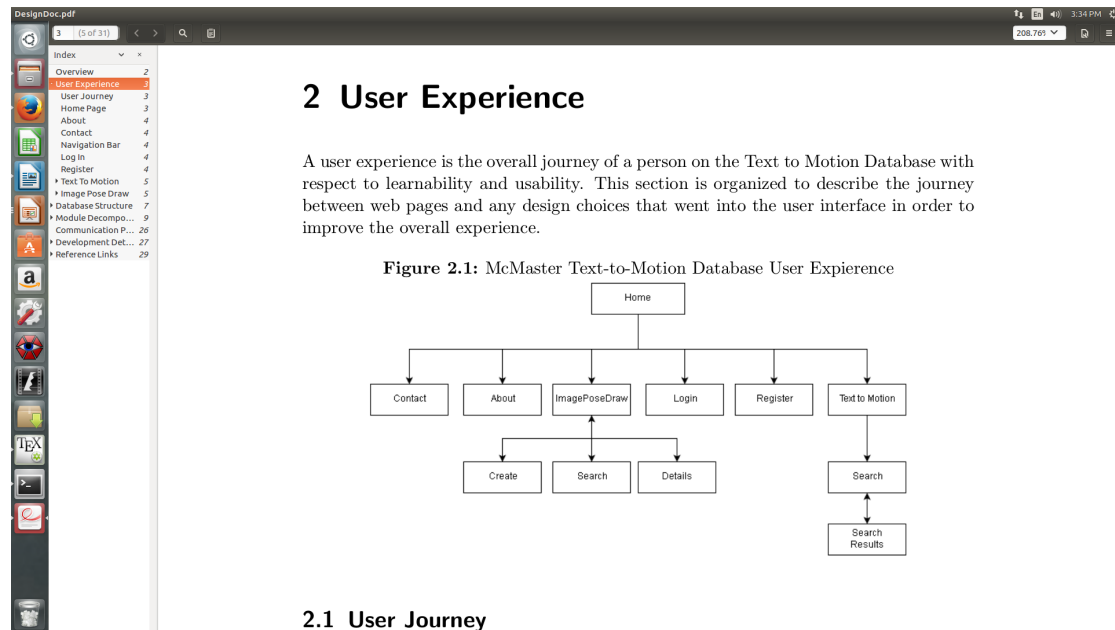 DesignDoc.pdf
En
3:34 PM
3
(5 of 31)
208.76%
Index
Overview 2
User Experience 3
User Journey 3
Home Page 3
About 4
Contact 4
Navigation Bar 4
Log In 4
Register 4
Text To Motion 5
Image Pose Draw 5
Database Structure 7
Module Decompo... 9
Communication P... 26
Development Det... 27
Reference Links 29
2 User Experience
A user experience is the overall journey of a person on the Text to Motion Database with
respect to learnability and usability. This section is organized to describe the journey
between web pages and any design choices that went into the user interface in order to
improve the overall experience.
Figure 2.1: McMaster Text-to-Motion Database User Expierence
Home
Contact
About
ImagePoseDraw
Login
Register
Text to Motion
Create
Search
Details
Search
Search
Results
2.1 User Journey
a
TEX